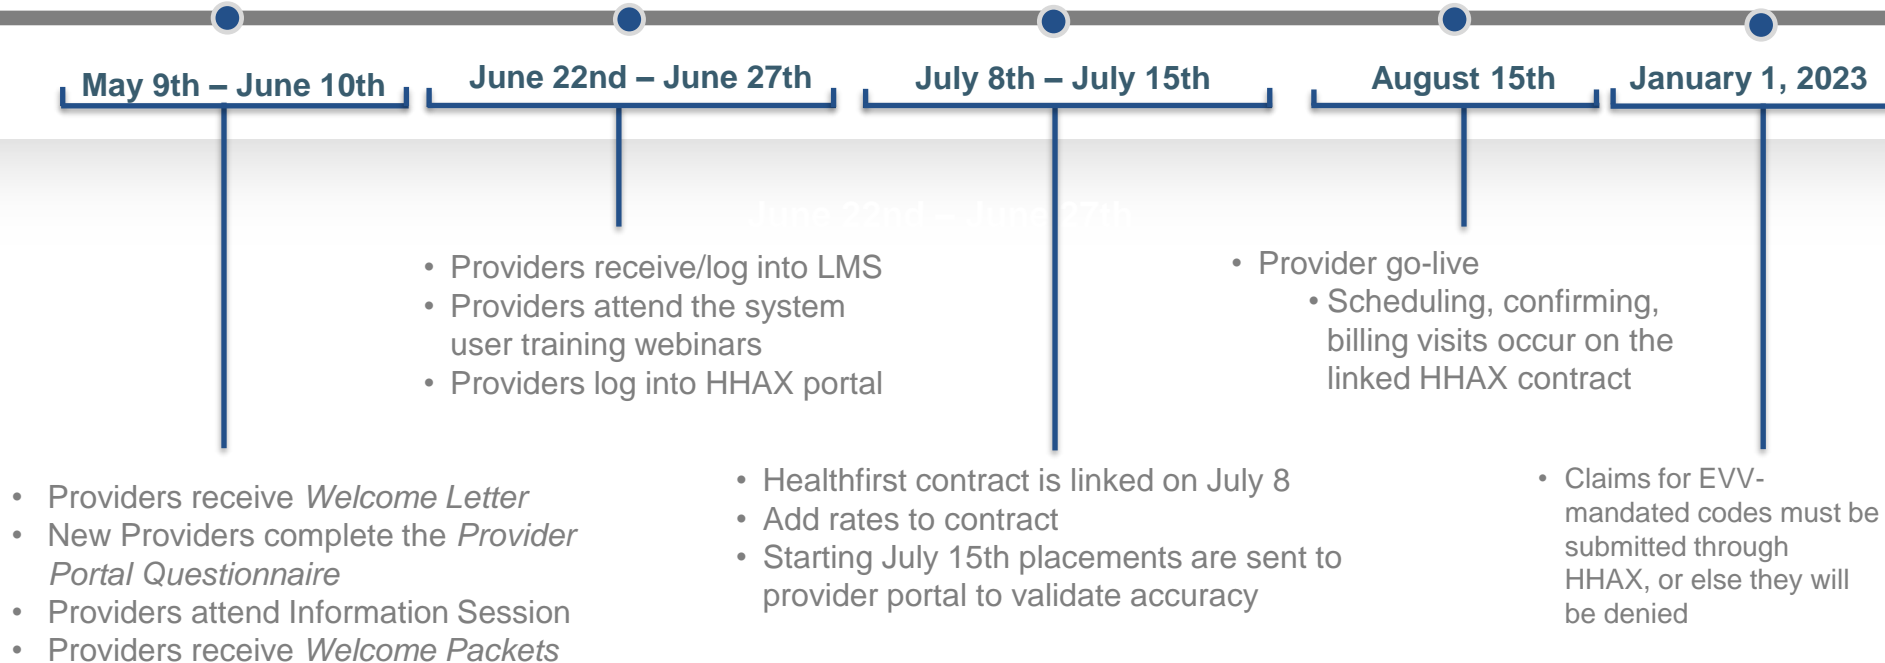 May 9th – June 10th
June 22nd – June 27th
July 8th – July 15th
August 15th
January 1, 2023
June 22nd – June 27th
• Providers receive/log into LMS
• Providers attend the system
user training webinars
• Providers log into HHAX portal
• Provider go-live
• Scheduling, confirming,
billing visits occur on the
linked HHAX contract
• Providers receive Welcome Letter
• New Providers complete the Provider
Portal Questionnaire
• Providers attend Information Session
• Providers receive Welcome Packets
• Healthfirst contract is linked on July 8
• Add rates to contract
• Starting July 15th placements are sent to
provider portal to validate accuracy
• Claims for EVV-
mandated codes must be
submitted through
HHAX, or else they will
be denied